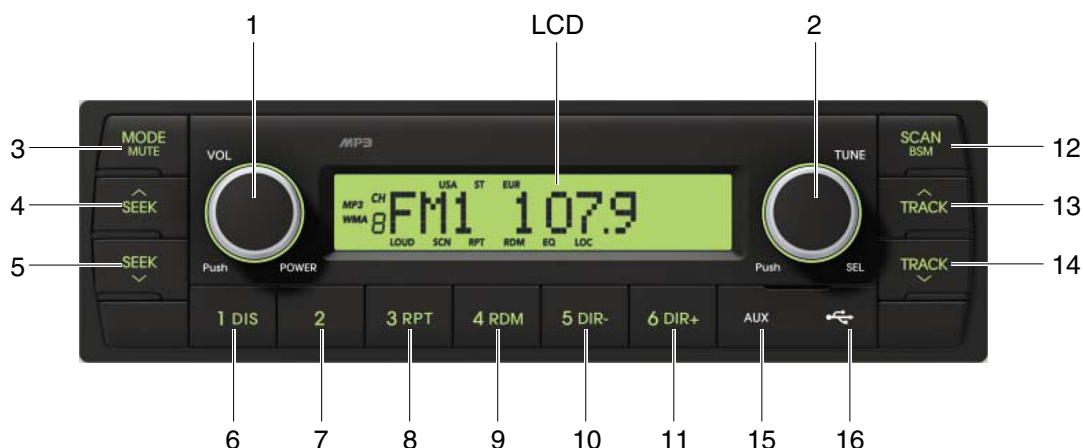 1 LCD 2
3 MODE MUTE
VOL
MP3
TUNE
SCAN BSM 12
4 SEEK
USA ST EUR
MP3 CH
WMA 8 FM1 107.9
LOUD SCN RPT RDM EQ LOC
TRACK 13
5 SEEK
Push POWER
Push SEL
TRACK 14
1 DIS 2 3 RPT 4 RDM 5 DIR- 6 DIR+ AUX
6 7 8 9 10 11 15 16